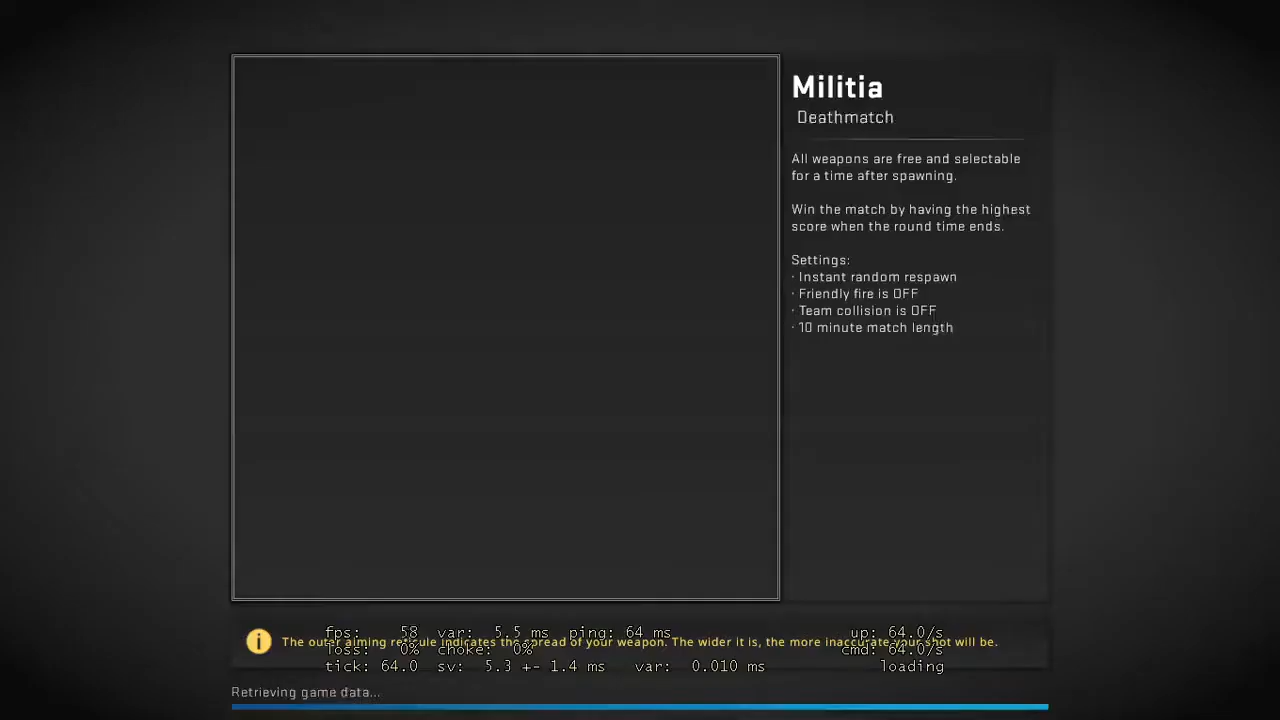 Militia
Deathmatch
All weapons are free and selectable
for a time after spawning.
Win the match by having the highest
score when the round time ends.
Settings:
· Instant random respawn
· Friendly fire is OFF
· Team collision is OFF
· 10 minute match length
fps: 58 var: 5.5 ms ping: 64 ms up: 64.0/s
The outer aiming reticule indicates the spread of your weapon. The wider it is, the more inaccurate your shot will be.
loss: 0% choke: 0% cmd: 64.0/s
tick: 64.0 sv: 5.3 +- 1.4 ms var: 0.010 ms loading
Retrieving game data...